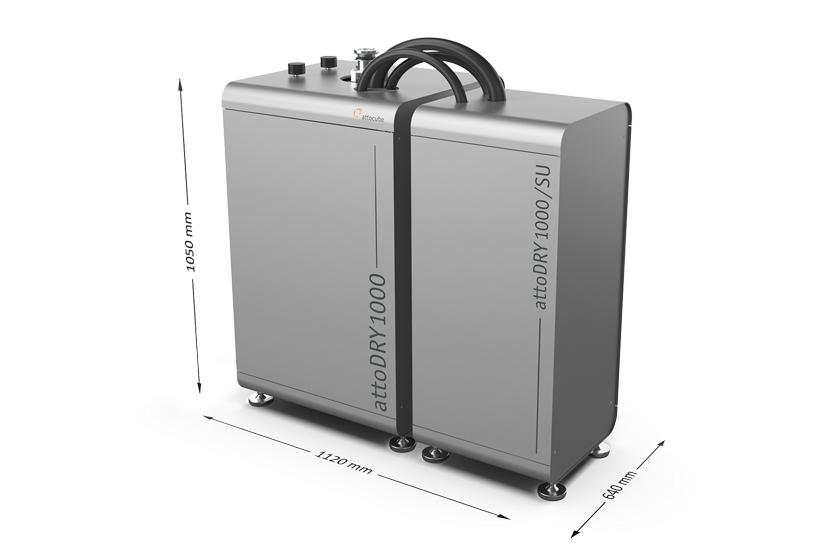 attocube
attoDRY1000
attoDRY1000/SU
1050 mm
1120 mm
640 mm